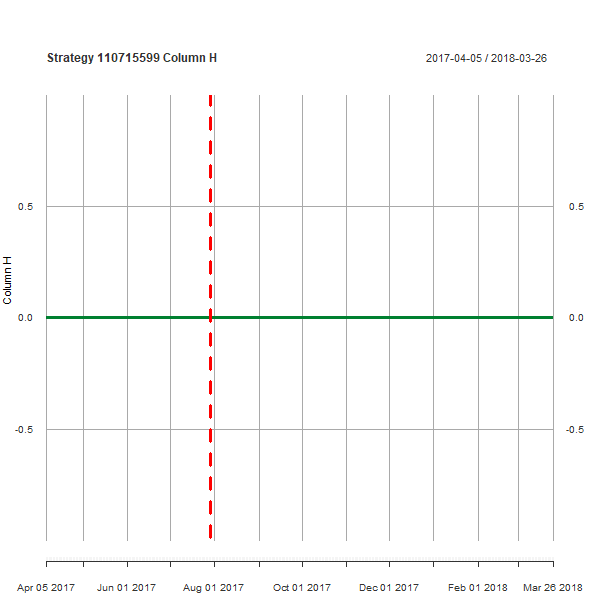 Strategy 110715599 Column H
2017-04-05 / 2018-03-26
Column H
0.5
0.0
-0.5
0.5
0.0
-0.5
Apr 05 2017
Jun 01 2017
Aug 01 2017
Oct 01 2017
Dec 01 2017
Feb 01 2018
Mar 26 2018